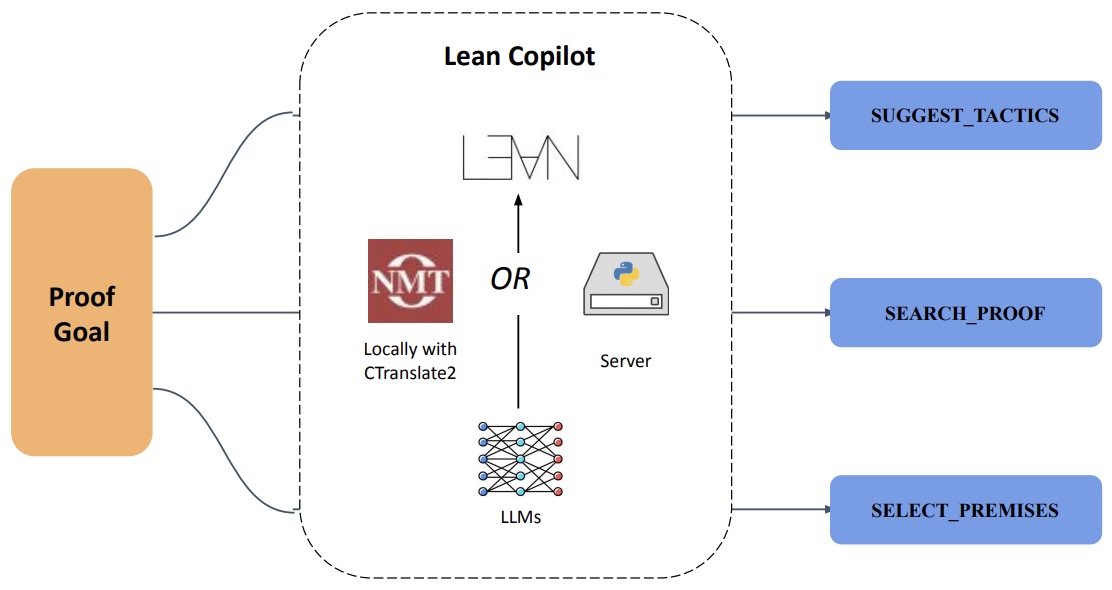 Lean Copilot
LEAN
SUGGEST_TACTICS
Proof
Goal
NMT
OR
Locally with
CTranslate2
Server
SEARCH_PROOF
LLMs
SELECT_PREMISES